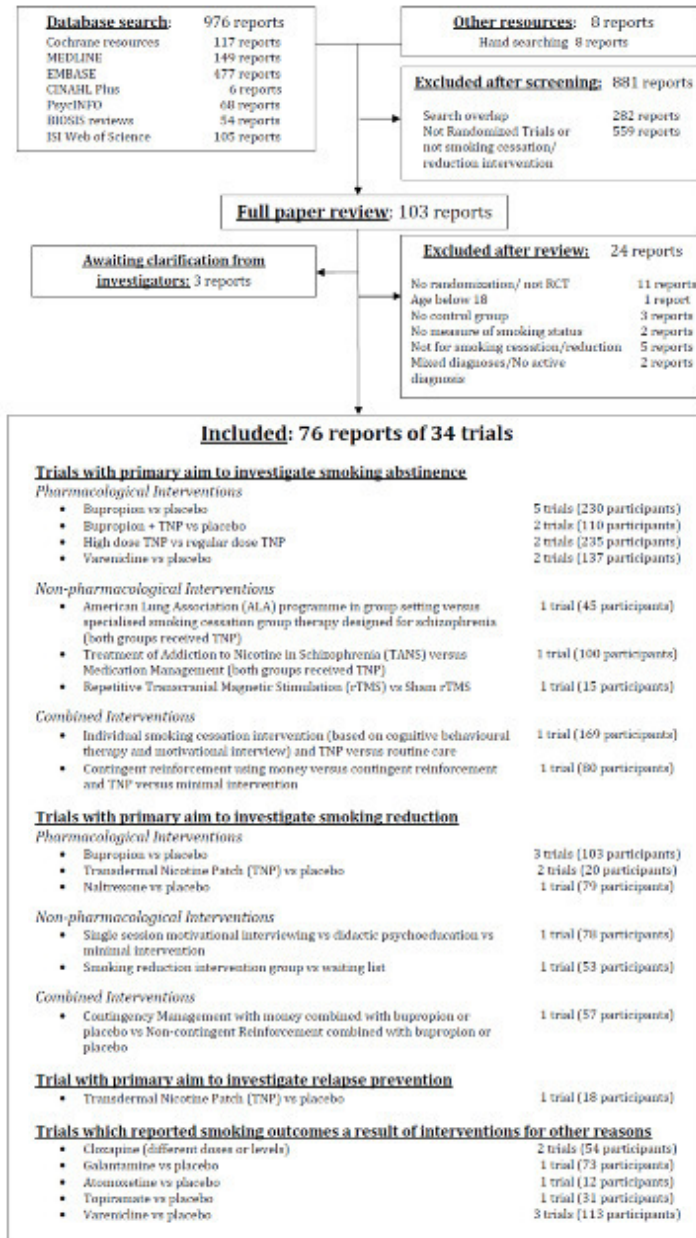 Database search: 976 reports
Cochrane resources 117 reports
MEDLINE 149 reports
EMBASE 477 reports
CINAHL Plus 6 reports
PsycINFO 68 reports
BIOSIS reviews 54 reports
ISI Web of Science 105 reports
Other resources: 8 reports
Hand searching 8 reports
Excluded after screening: 881 reports
Search overlap 282 reports
Not Randomized Trials or 559 reports
not smoking cessation/
reduction intervention
Full paper review: 103 reports
Awaiting clarification from
investigators: 3 reports
Excluded after review: 24 reports
No randomization/ not RCT 11 reports
Age below 18 1 report
No control group 3 reports
No measure of smoking status 2 reports
Not for smoking cessation/reduction 5 reports
Mixed diagnoses/No active 2 reports
diagnosis
Included: 76 reports of 34 trials
Trials with primary aim to investigate smoking abstinence
Pharmacological Interventions
• Bupropion vs placebo 5 trials (230 participants)
• Bupropion + TNP vs placebo 2 trials (110 participants)
• High dose TNP vs regular dose TNP 2 trials (235 participants)
• Varenicline vs placebo 2 trials (137 participants)
Non-pharmacological Interventions
• American Lung Association (ALA) programme in group setting versus 1 trial (45 participants)
specialised smoking cessation group therapy designed for schizophrenia
(both groups received TNP)
• Treatment of Addiction to Nicotine in Schizophrenia (TANS) versus 1 trial (100 participants)
Medication Management (both groups received TNP)
• Repetitive Transcranial Magnetic Stimulation (rTMS) vs Sham rTMS 1 trial (15 participants)
Combined Interventions
• Individual smoking cessation intervention (based on cognitive behavioural 1 trial (169 participants)
therapy and motivational interview) and TNP versus routine care
• Contingent reinforcement using money versus contingent reinforcement 1 trial (80 participants)
and TNP versus minimal intervention
Trials with primary aim to investigate smoking reduction
Pharmacological Interventions
• Bupropion vs placebo 3 trials (103 participants)
• Transdermal Nicotine Patch (TNP) vs placebo 2 trials (20 participants)
• Naltrexone vs placebo 1 trial (79 participants)
Non-pharmacological Interventions
• Single session motivational interviewing vs didactic psychoeducation vs 1 trial (78 participants)
minimal intervention
• Smoking reduction intervention group vs waiting list 1 trial (53 participants)
Combined Interventions
• Contingency Management with money combined with bupropion or 1 trial (57 participants)
placebo vs Non-contingent Reinforcement combined with bupropion or
placebo
Trial with primary aim to investigate relapse prevention
• Transdermal Nicotine Patch (TNP) vs placebo 1 trial (18 participants)
Trials which reported smoking outcomes a result of interventions for other reasons
• Clozapine (different doses or levels) 2 trials (54 participants)
• Galantamine vs placebo 1 trial (73 participants)
• Atomoxetine vs placebo 1 trial (12 participants)
• Topiramate vs placebo 1 trial (31 participants)
• Varenicline vs placebo 3 trials (113 participants)